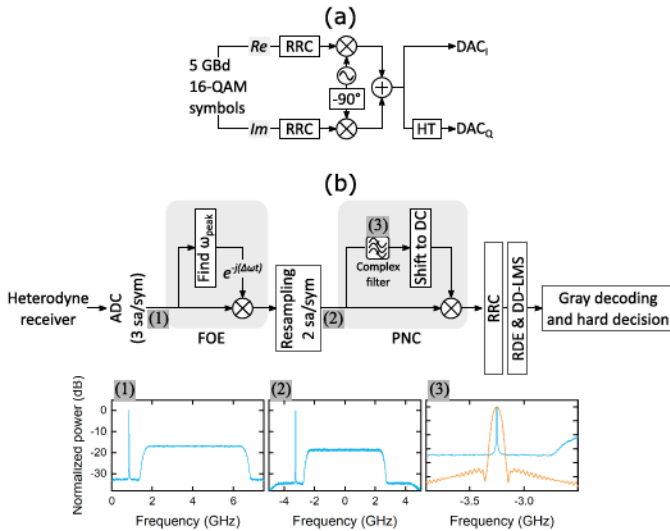 (a)
Re
RRC
5 GBd
16-QAM
symbols
-90°
Im
RRC
HT
DAC_I
DAC_Q
(b)
Heterodyne
receiver
ADC
(3 sa/sym)
(1)
Find ω_peak
e^-j(Δωt)
FOE
Resampling
2 sa/sym
(2)
(3)
Complex
filter
Shift to DC
PNC
RRC
RDE & DD-LMS
Gray decoding
and hard decision
Normalized power (dB)
0
-10
-20
-30
(1)
0 2 4 6
Frequency (GHz)
(2)
-4 -2 0 2 4
Frequency (GHz)
(3)
-3.5 -3.0
Frequency (GHz)